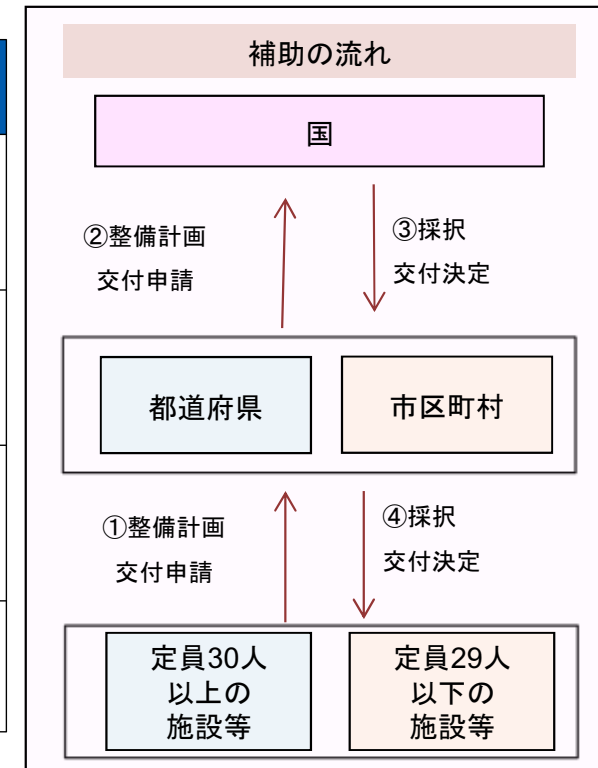 補助の流れ
国
②整備計画
交付申請
③採択
交付決定
都道府県
市区町村
①整備計画
交付申請
④採択
交付決定
定員30人
以上の
施設等
定員29人
以下の
施設等